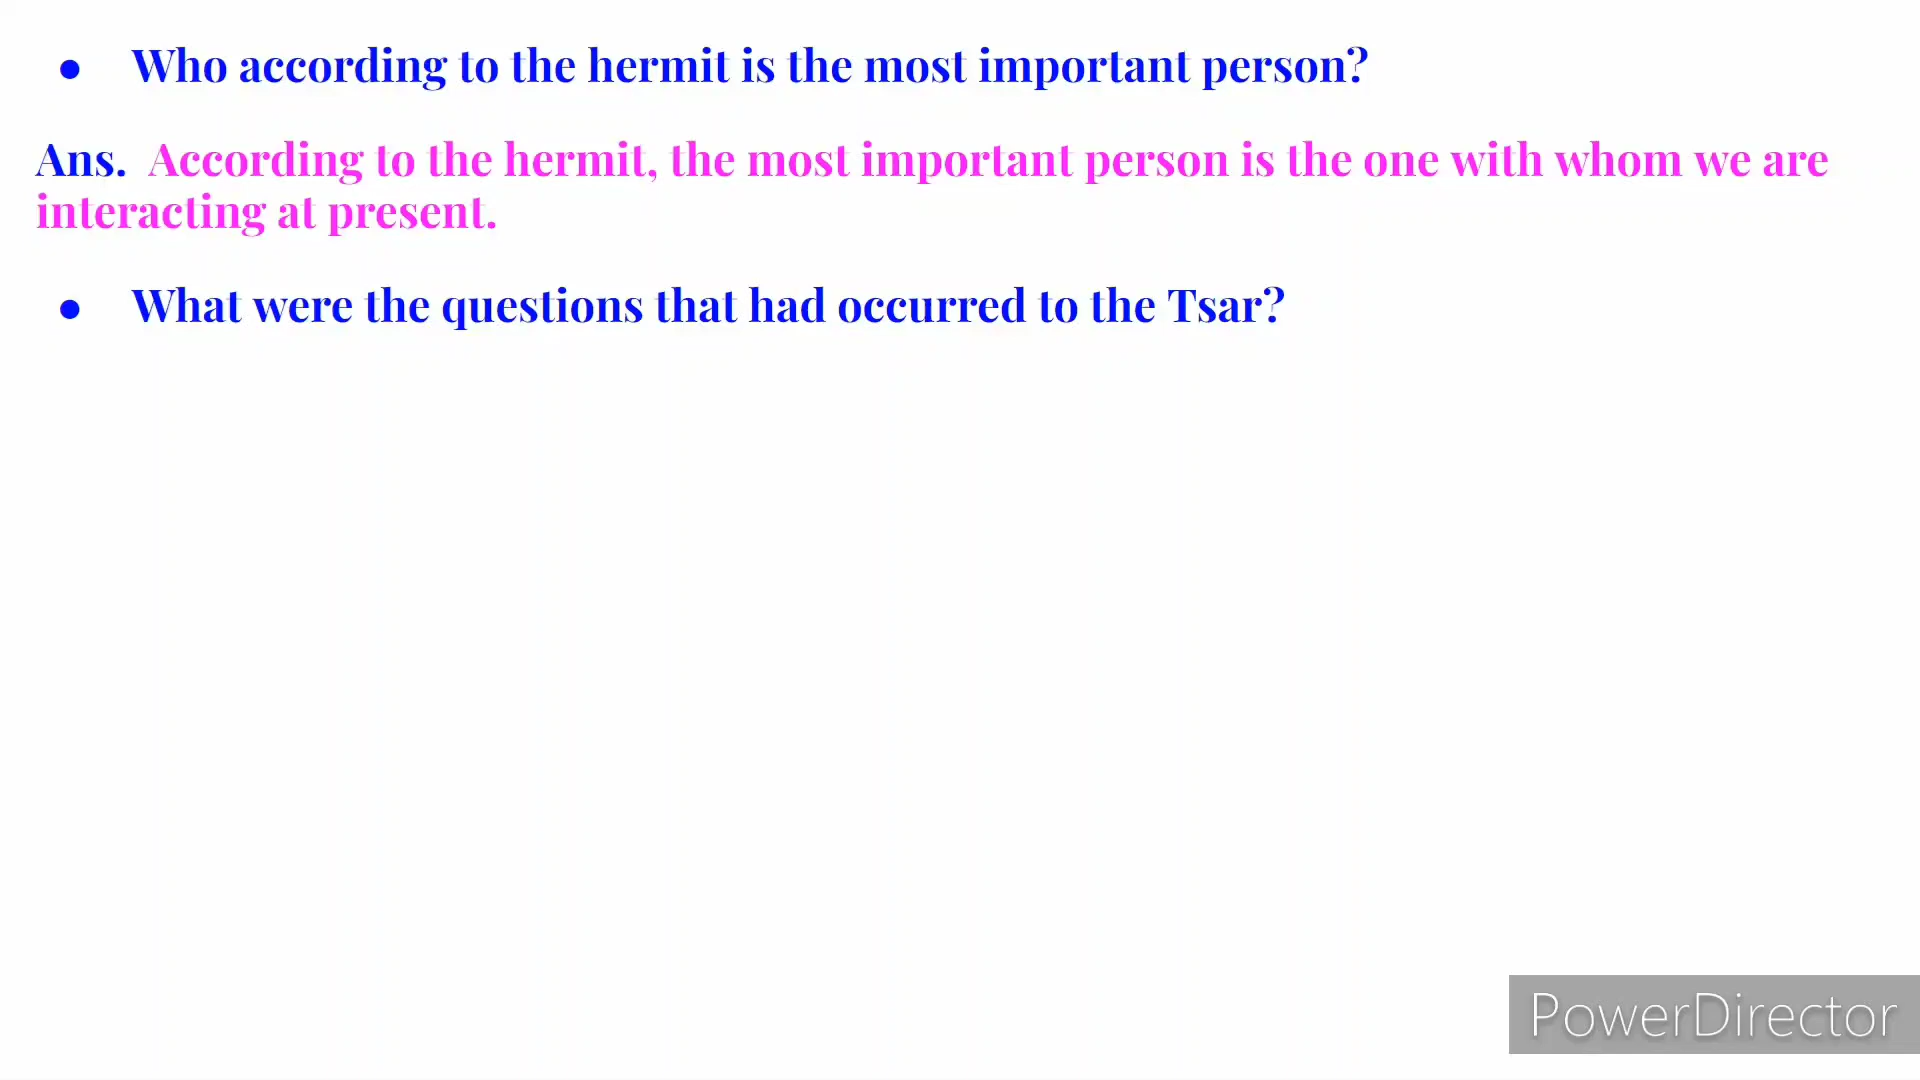 ● Who according to the hermit is the most important person?
Ans. According to the hermit, the most important person is the one with whom we are
interacting at present.
● What were the questions that had occurred to the Tsar?
PowerDirector